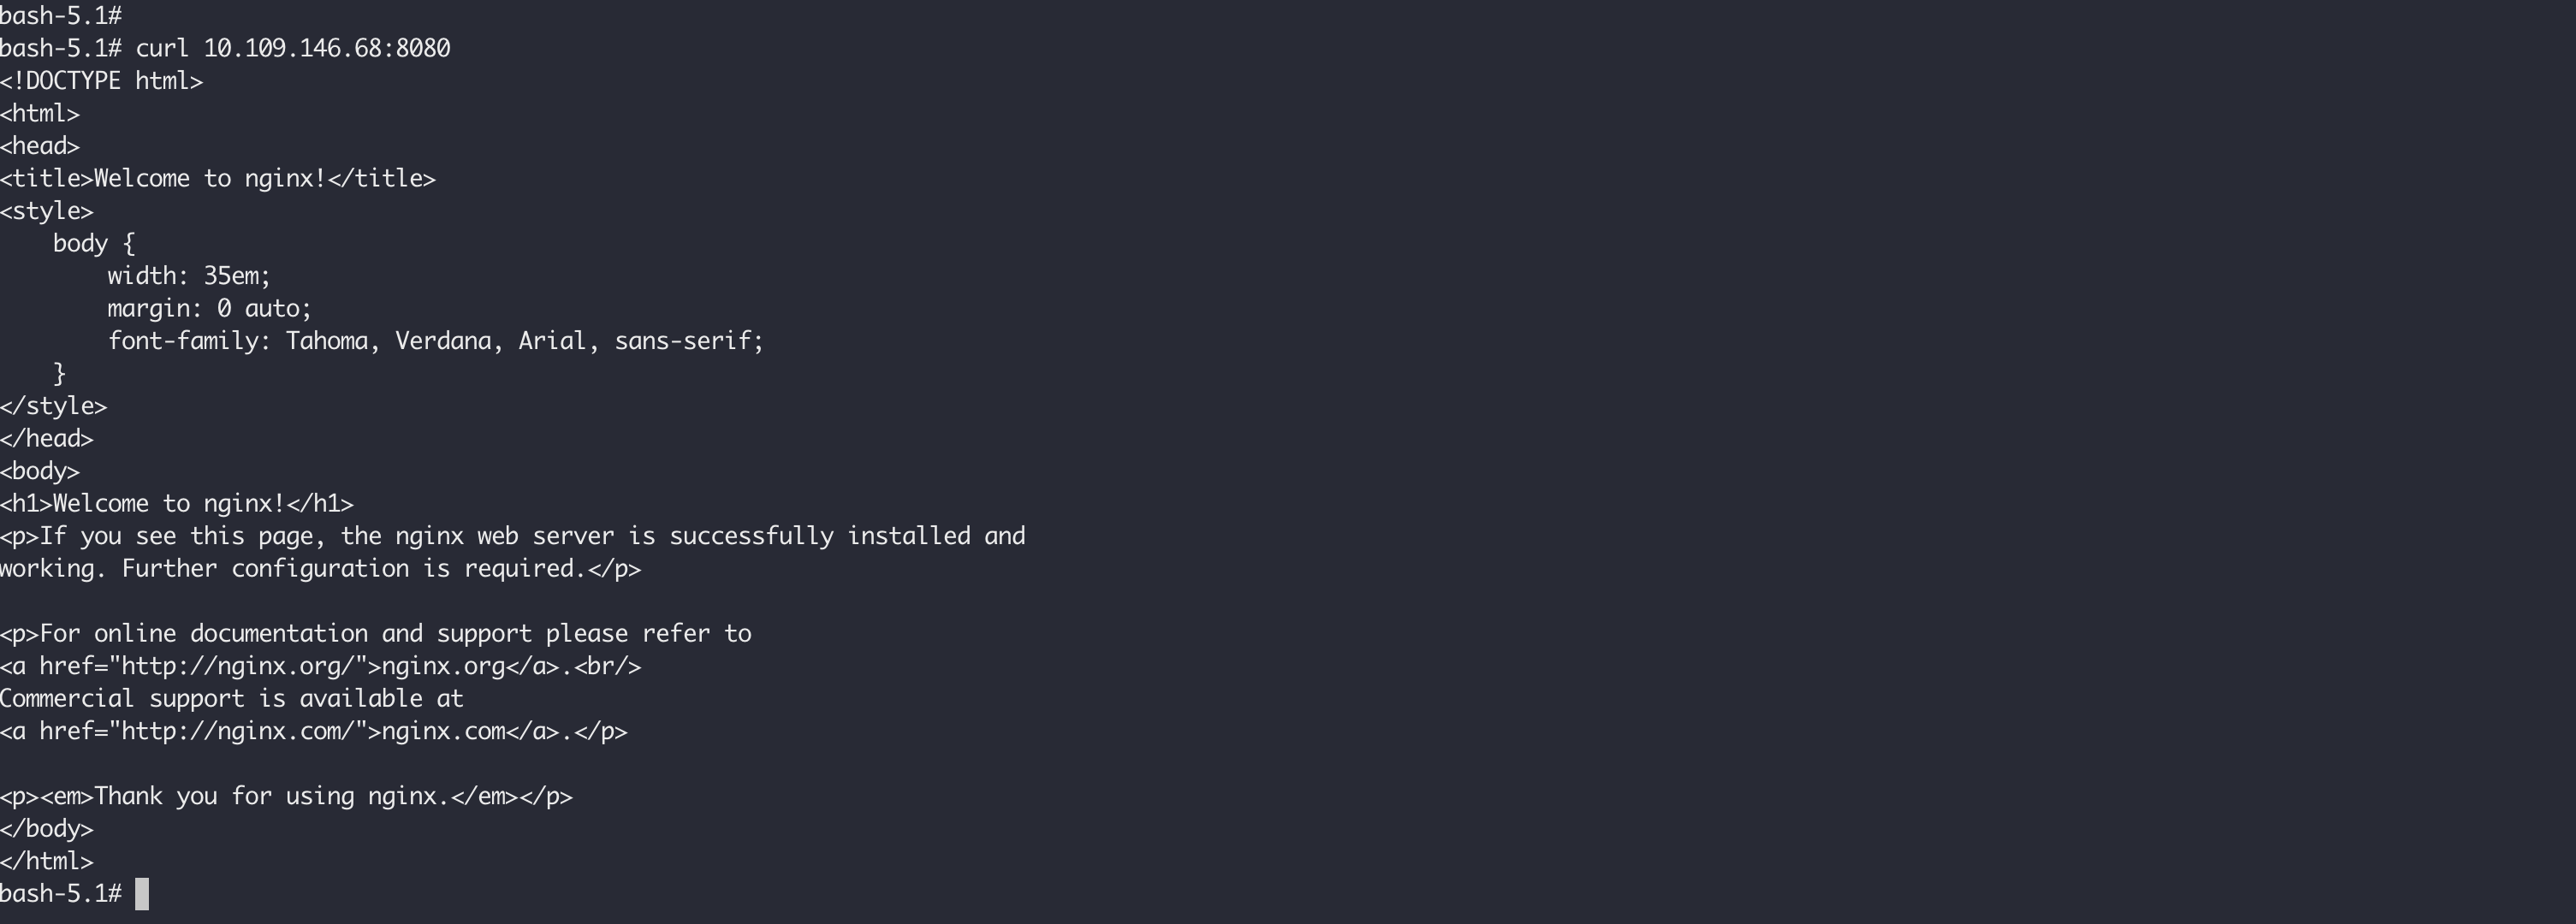 bash-5.1#
bash-5.1# curl 10.109.146.68:8080
<!DOCTYPE html>
<html>
<head>
<title>Welcome to nginx!</title>
<style>
    body {
        width: 35em;
        margin: 0 auto;
        font-family: Tahoma, Verdana, Arial, sans-serif;
    }
</style>
</head>
<body>
<h1>Welcome to nginx!</h1>
<p>If you see this page, the nginx web server is successfully installed and
working. Further configuration is required.</p>

<p>For online documentation and support please refer to
<a href="http://nginx.org/">nginx.org</a>.<br/>
Commercial support is available at
<a href="http://nginx.com/">nginx.com</a>.</p>

<p><em>Thank you for using nginx.</em></p>
</body>
</html>
bash-5.1#